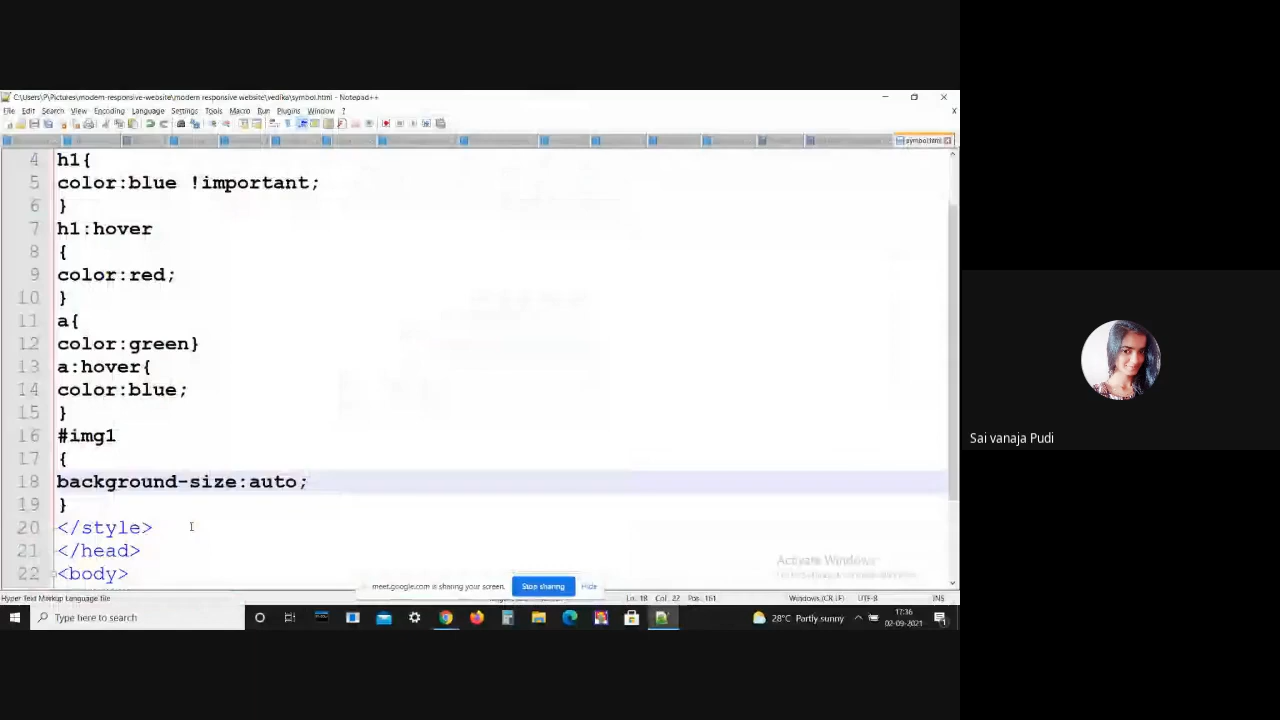 C:\Users\P\Pictures\modern-responsive-website\modern responsive website\vedika\symbol.html - Notepad++
File Edit Search View Encoding Language Settings Tools Macro Run Plugins Window ?
symbol.html
4 h1{
5 color:blue !important;
6 }
7 h1:hover
8 {
9 color:red;
10 }
11 a{
12 color:green}
13 a:hover{
14 color:blue;
15 }
16 #img1
17 {
18 background-size:auto;
19 }
20 </style>
21 </head>
22 <body>
Activate Windows
meet.google.com is sharing your screen. Stop sharing Hide
Hyper Text Markup Language file
Ln: 18 Col: 22 Pos: 161
Windows (CR LF) UTF-8 INS
Type here to search
28°C Partly sunny
17:36
02-09-2021
Sai vanaja Pudi